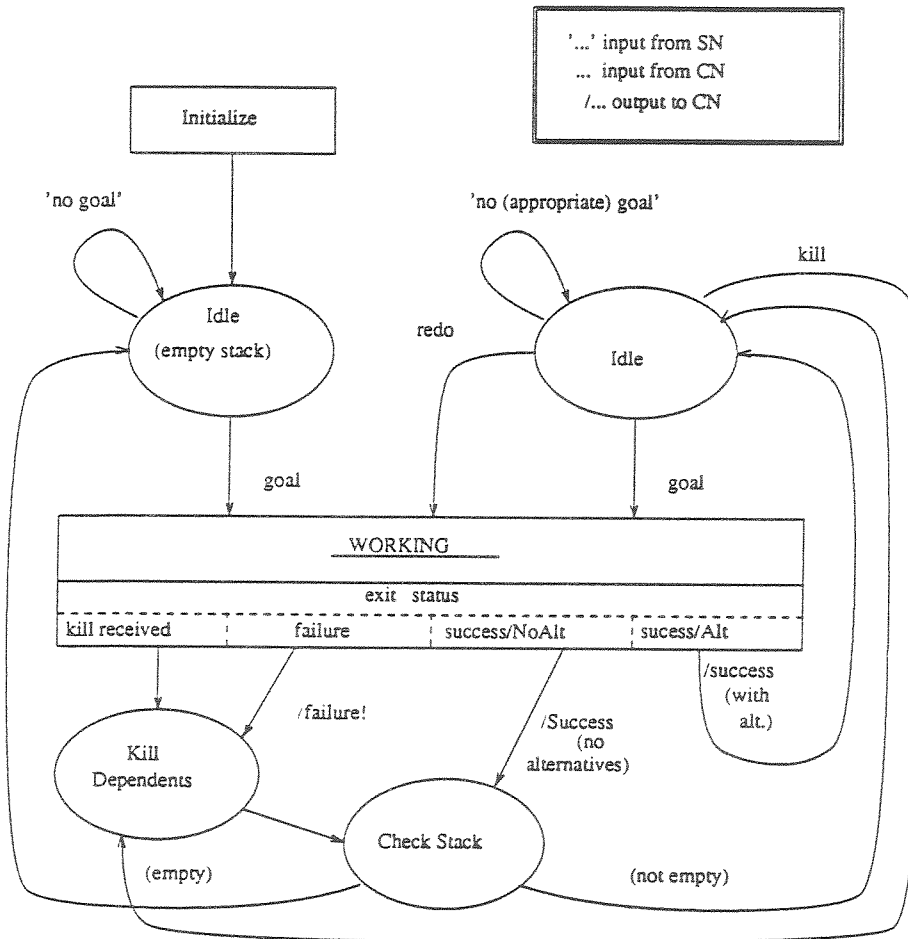 '...' input from SN
... input from CN
/... output to CN
Initialize
'no goal'
'no (appropriate) goal'
kill
Idle
(empty stack)
redo
Idle
goal
goal
WORKING
exit status
kill received
failure
success/NoAlt
sucess/Alt
/success
(with
alt.)
/failure!
/Success
(no
alternatives)
Kill
Dependents
Check Stack
(empty)
(not empty)